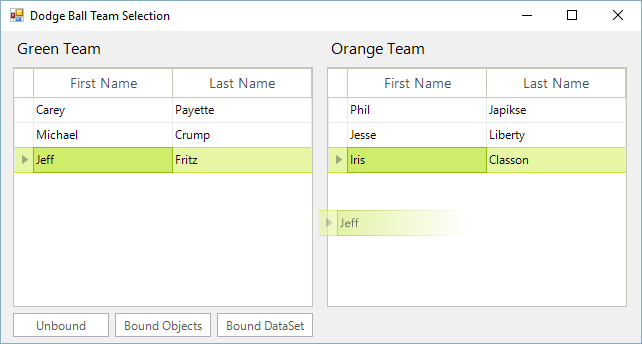 Dodge Ball Team Selection
Green Team
First Name Last Name
Carey Payette
Michael Crump
Jeff Fritz
Orange Team
First Name Last Name
Phil Japikse
Jesse Liberty
Iris Classon
Jeff
Unbound Bound Objects Bound DataSet